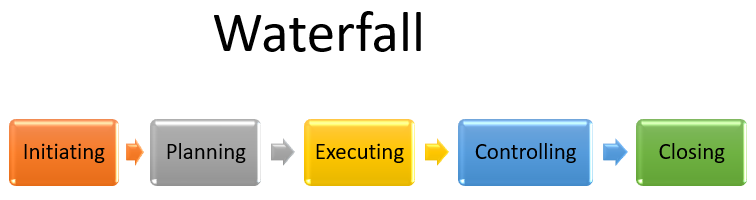 Waterfall
Initiating
Planning
Executing
Controlling
Closing